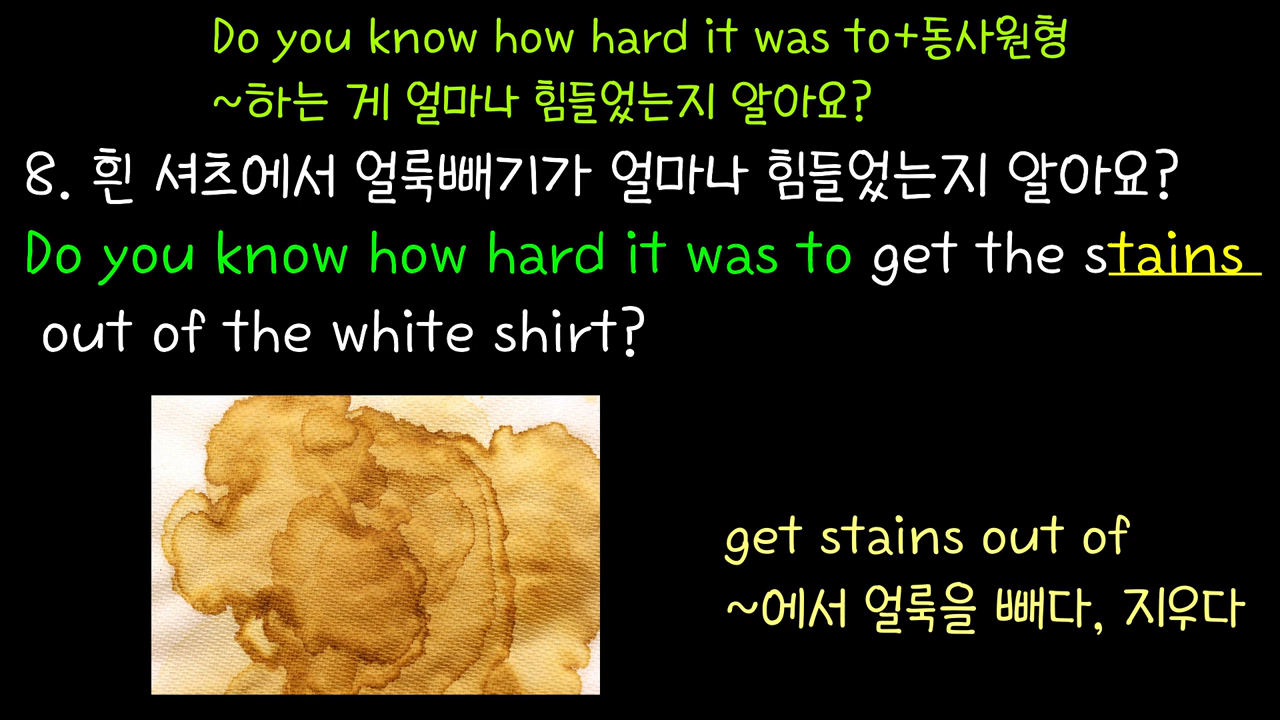 Do you know how hard it was to+동사원형
~하는 게 얼마나 힘들었는지 알아요?
8. 흰 셔츠에서 얼룩빼기가 얼마나 힘들었는지 알아요?
Do you know how hard it was to get the stains
out of the white shirt?
get stains out of
~에서 얼룩을 빼다, 지우다